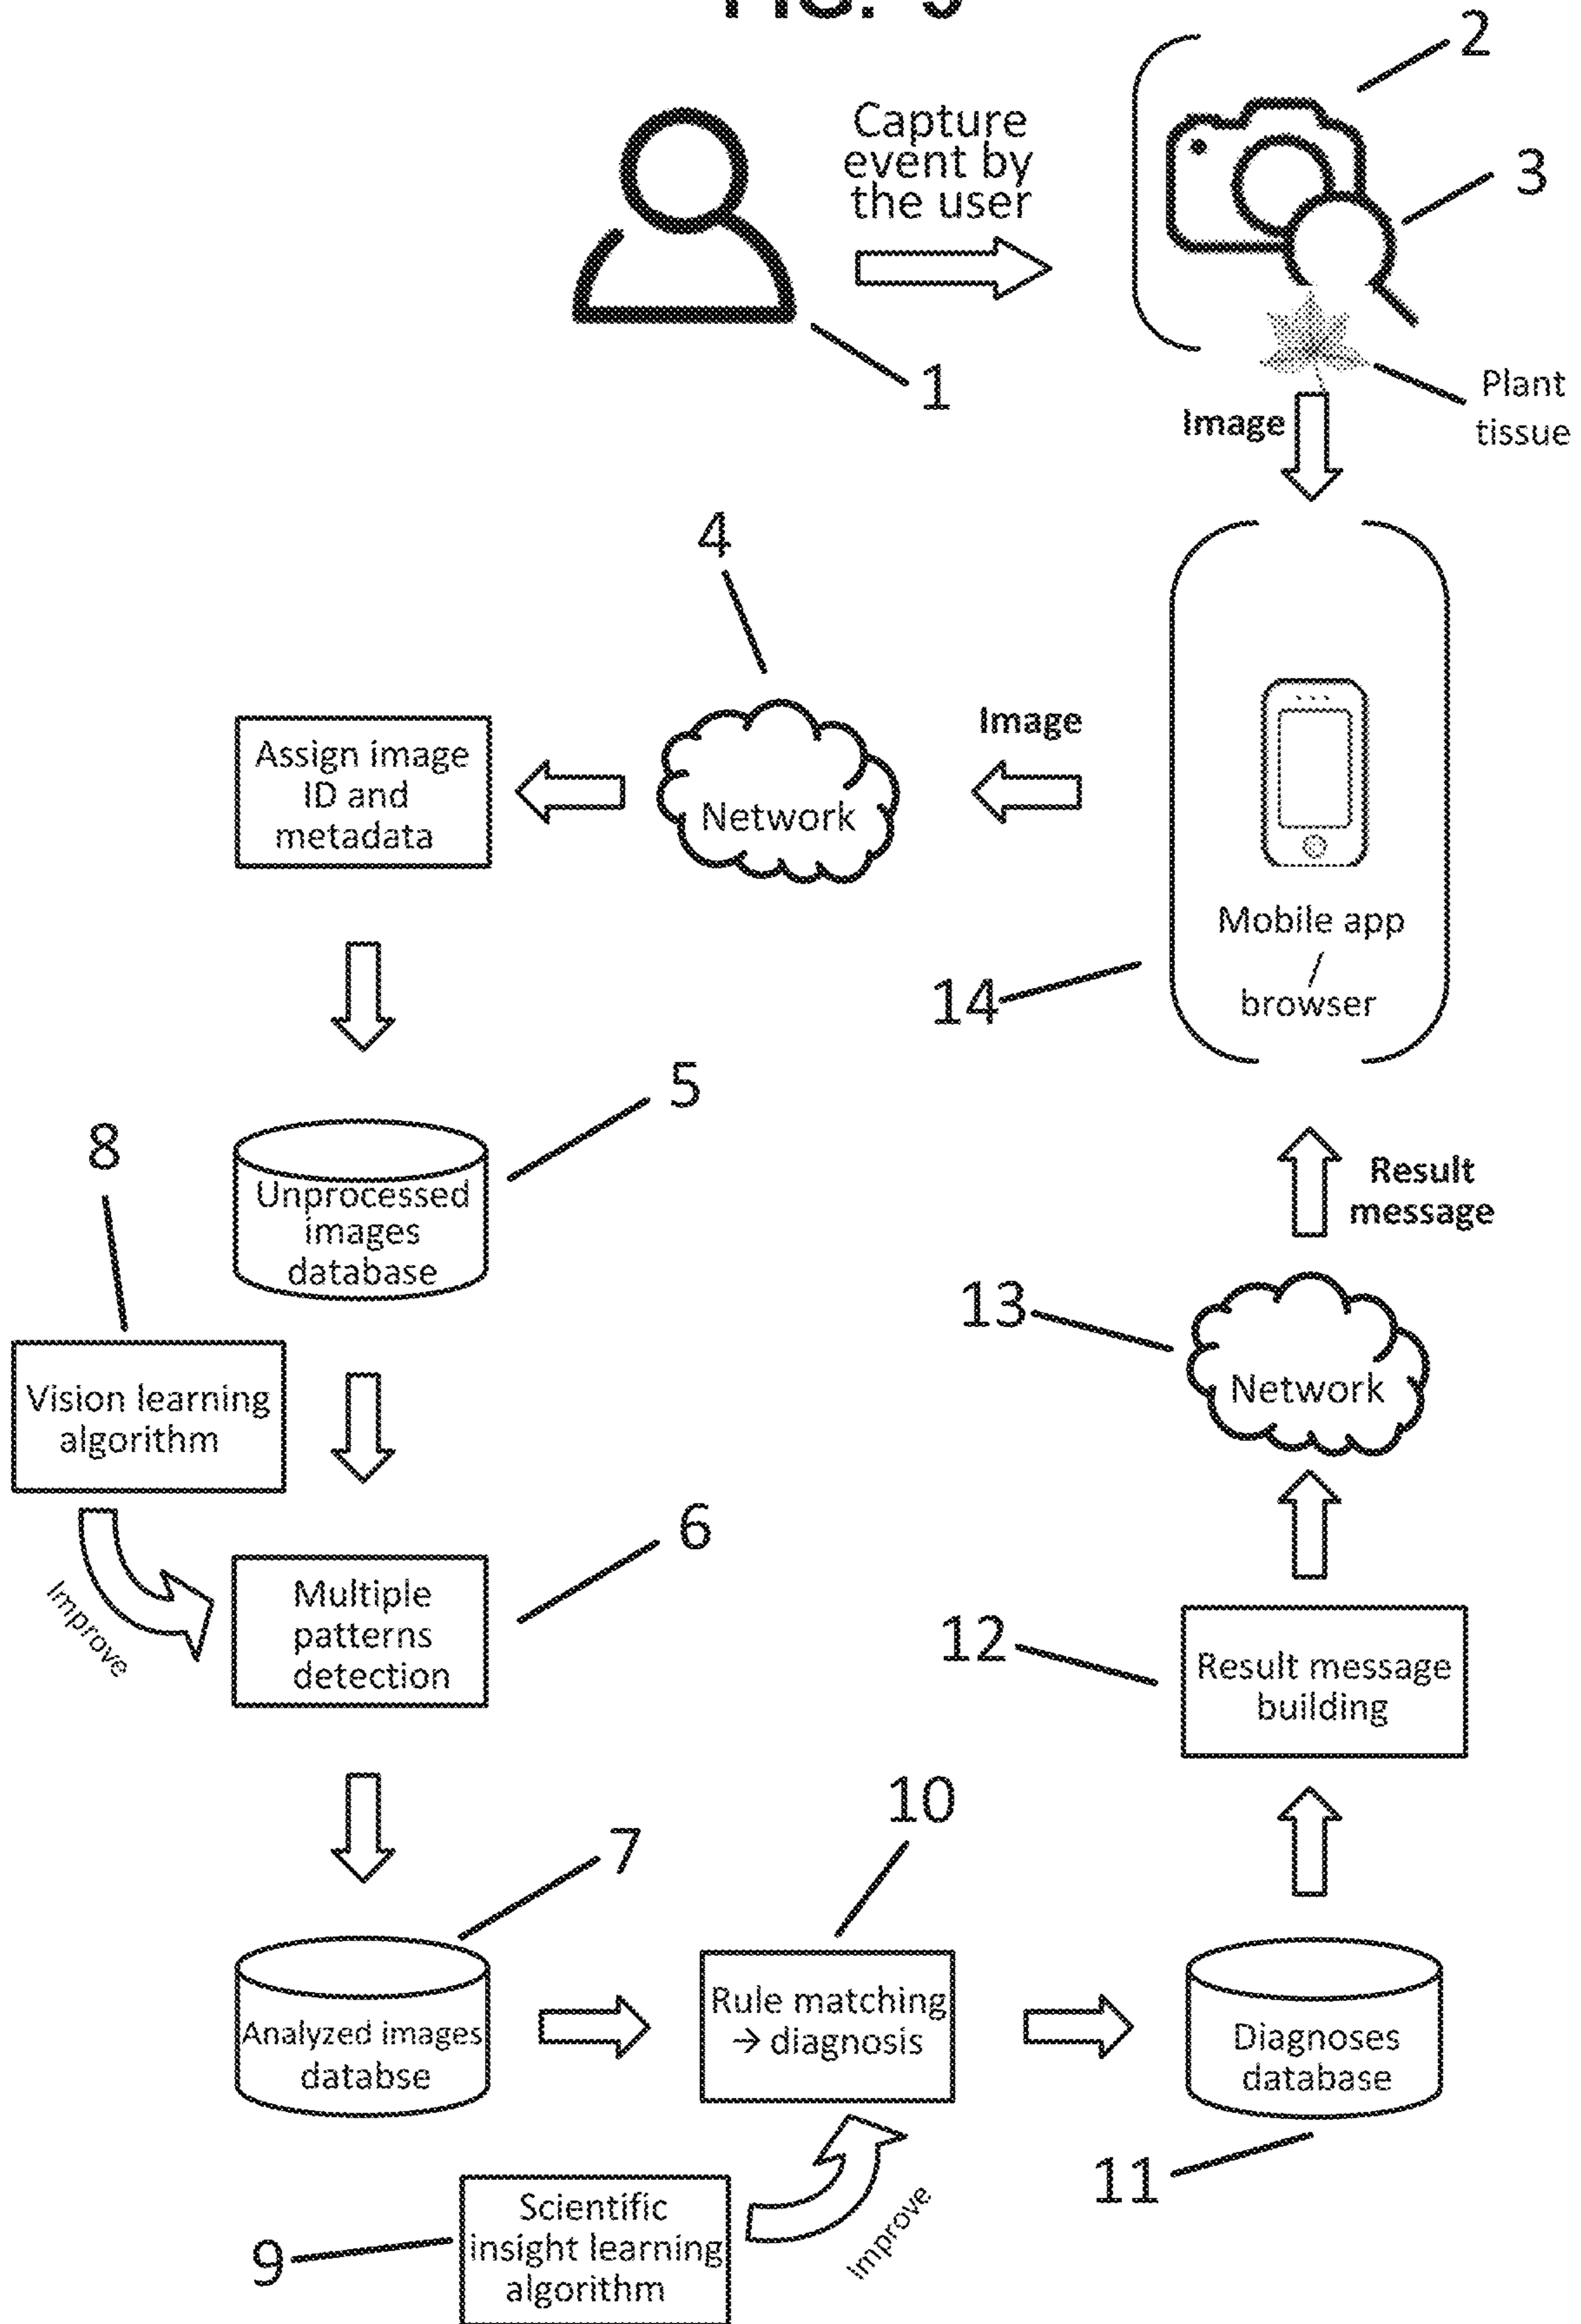 2
Capture
event by
the user
3
1
Plant
tissue
Image
4
Assign image
ID and
metadata
Network
Image
Mobile app
/
browser
14
5
8
Unprocessed
images
database
Result
message
13
Network
Vision learning
algorithm
6
Improve
Multiple
patterns
detection
12
Result message
building
10
7
Analyzed images
databse
Rule matching
→ diagnosis
Diagnoses
database
11
Scientific
insight learning
algorithm
Improve
9